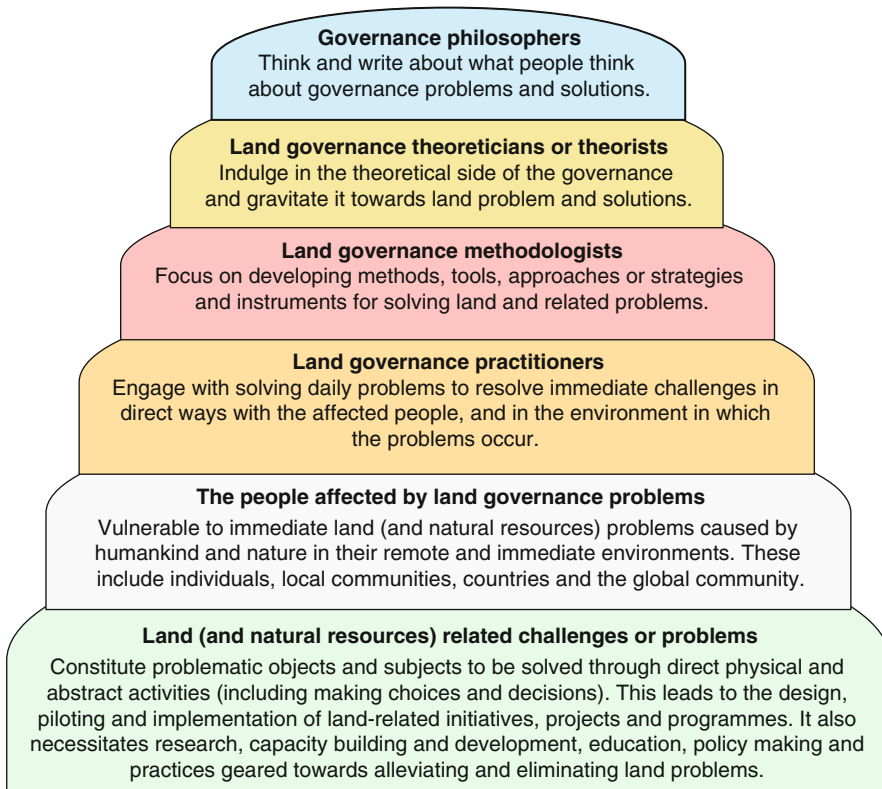 Governance philosophers
Think and write about what people think
about governance problems and solutions.
Land governance theoreticians or theorists
Indulge in the theoretical side of the governance
and gravitate it towards land problem and solutions.
Land governance methodologists
Focus on developing methods, tools, approaches or strategies
and instruments for solving land and related problems.
Land governance practitioners
Engage with solving daily problems to resolve immediate challenges in
direct ways with the affected people, and in the environment in which
the problems occur.
The people affected by land governance problems
Vulnerable to immediate land (and natural resources) problems caused by
humankind and nature in their remote and immediate environments. These
include individuals, local communities, countries and the global community.
Land (and natural resources) related challenges or problems
Constitute problematic objects and subjects to be solved through direct physical and
abstract activities (including making choices and decisions). This leads to the design,
piloting and implementation of land-related initiatives, projects and programmes. It also
necessitates research, capacity building and development, education, policy making and
practices geared towards alleviating and eliminating land problems.